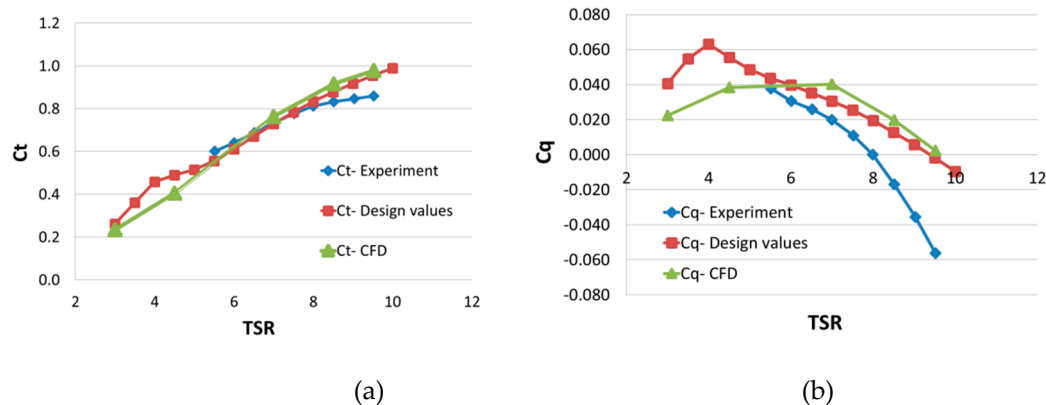 1.2
1.0
0.8
0.6
0.4
0.2
0.0
2 4 6 8 10 12
Ct
TSR
Ct- Experiment
Ct- Design values
Ct- CFD
(a)
0.080
0.060
0.040
0.020
0.000
-0.020
-0.040
-0.060
-0.080
2 4 6 8 10 12
Cq
TSR
Cq- Experiment
Cq- Design values
Cq- CFD
(b)